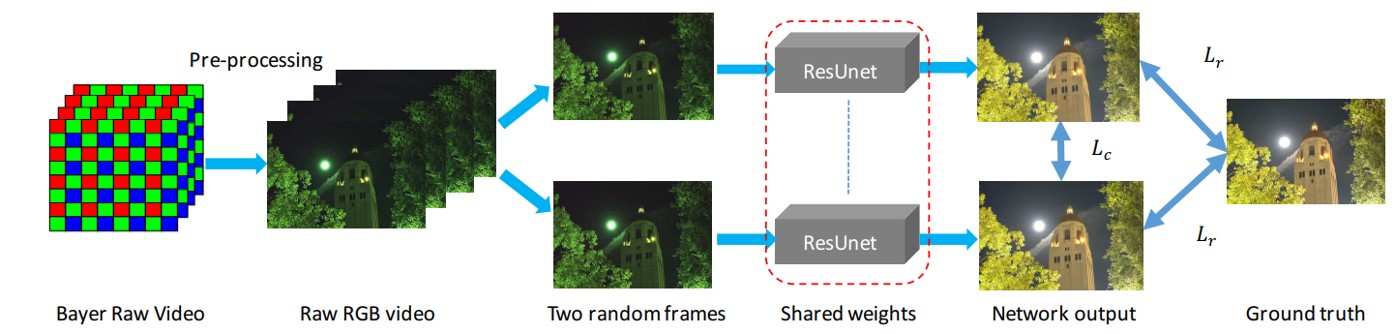 Pre-processing
ResUnet
ResUnet
L_r
L_c
L_r
Bayer Raw Video
Raw RGB video
Two random frames
Shared weights
Network output
Ground truth